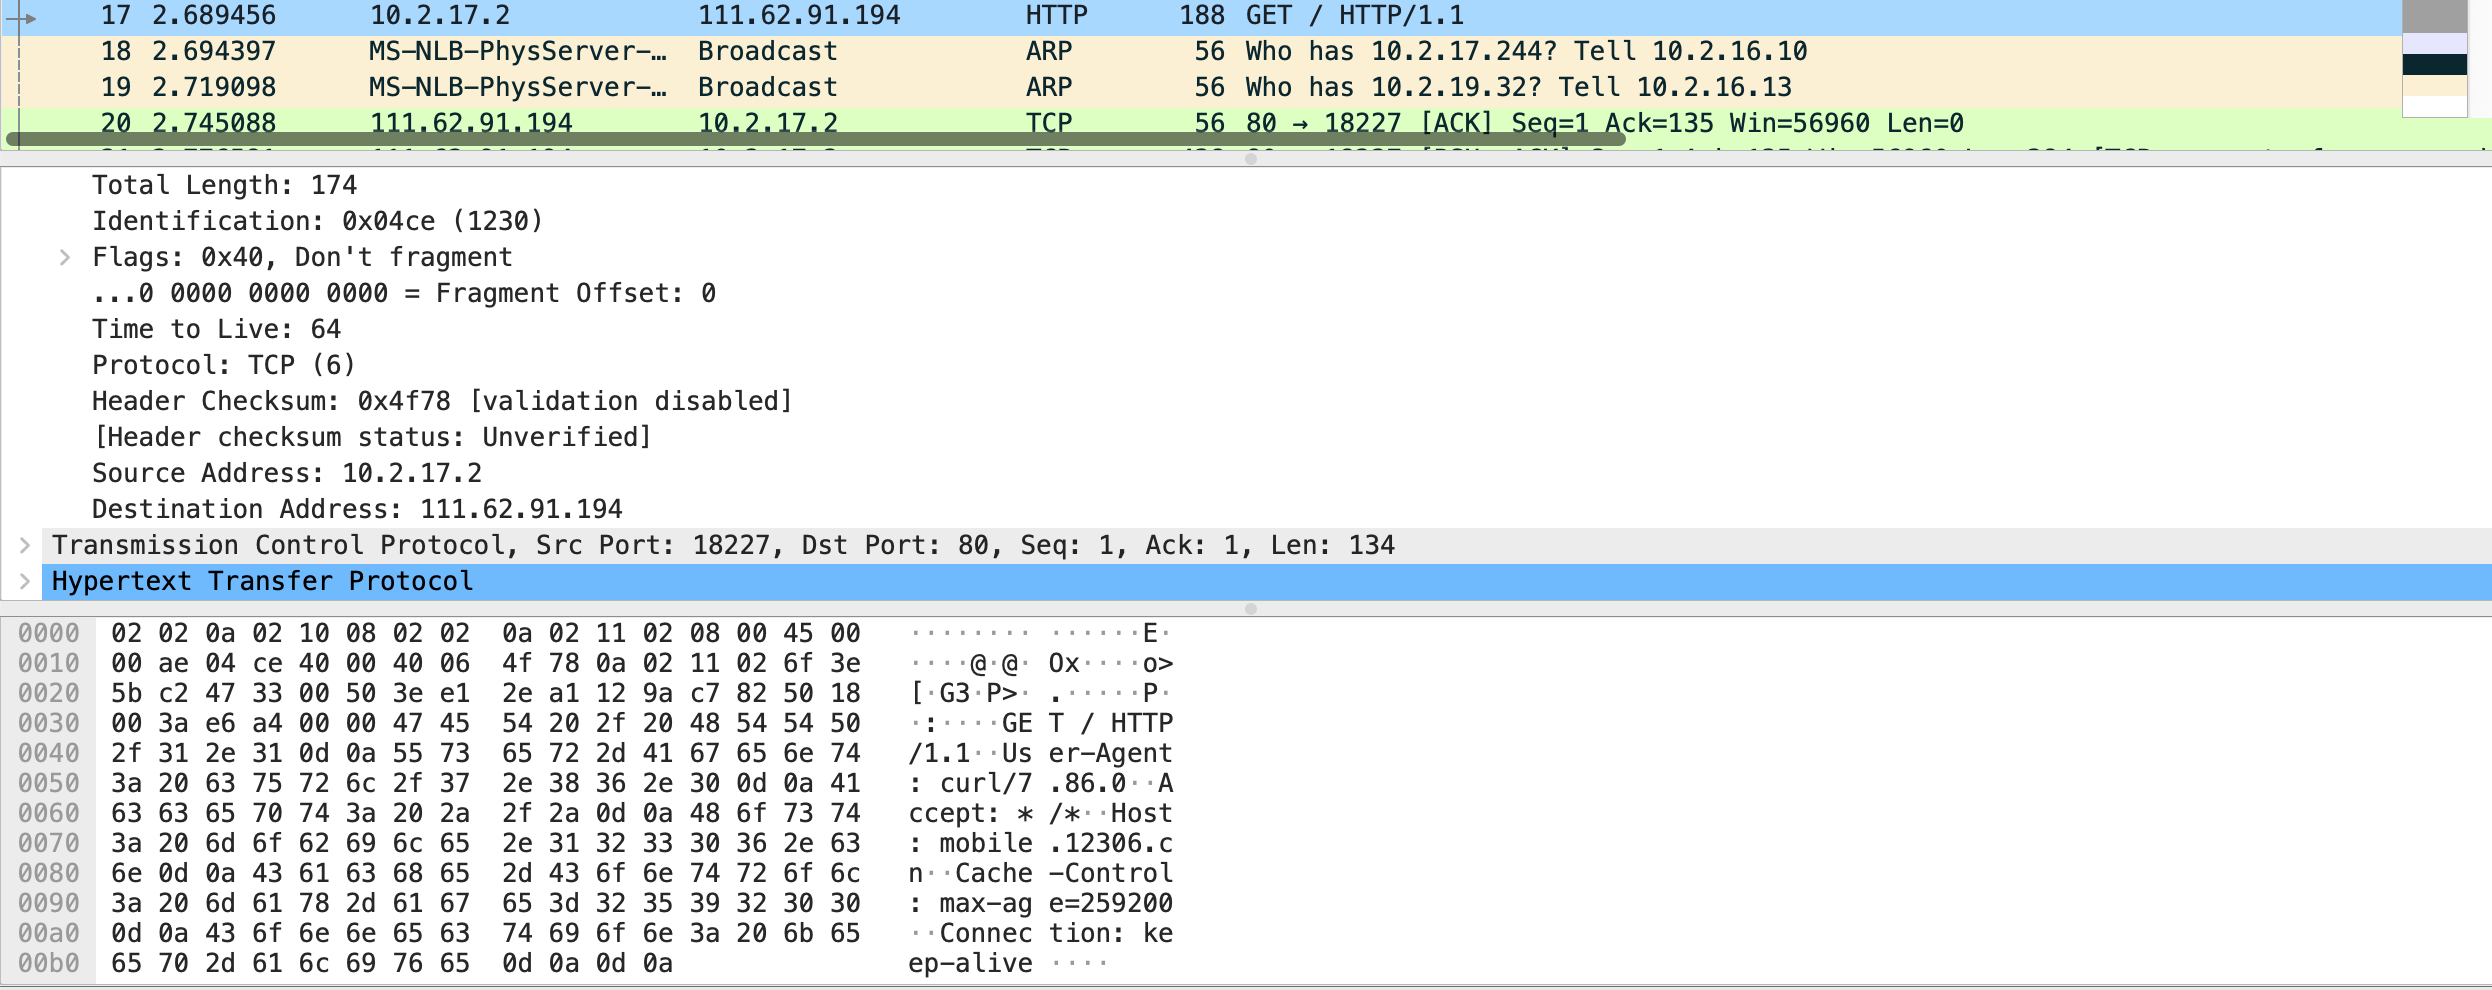 17 2.689456 10.2.17.2 111.62.91.194 HTTP 188 GET / HTTP/1.1
18 2.694397 MS-NLB-PhysServer-… Broadcast ARP 56 Who has 10.2.17.244? Tell 10.2.16.10
19 2.719098 MS-NLB-PhysServer-… Broadcast ARP 56 Who has 10.2.19.32? Tell 10.2.16.13
20 2.745088 111.62.91.194 10.2.17.2 TCP 56 80 → 18227 [ACK] Seq=1 Ack=135 Win=56960 Len=0
Total Length: 174
Identification: 0x04ce (1230)
Flags: 0x40, Don't fragment
...0 0000 0000 0000 = Fragment Offset: 0
Time to Live: 64
Protocol: TCP (6)
Header Checksum: 0x4f78 [validation disabled]
[Header checksum status: Unverified]
Source Address: 10.2.17.2
Destination Address: 111.62.91.194
Transmission Control Protocol, Src Port: 18227, Dst Port: 80, Seq: 1, Ack: 1, Len: 134
Hypertext Transfer Protocol
0000 02 02 0a 02 10 08 02 02 0a 02 11 02 08 00 45 00 ········ ······E·
0010 00 ae 04 ce 40 00 40 06 4f 78 0a 02 11 02 6f 3e ····@·@· Ox····o>
0020 5b c2 47 33 00 50 3e e1 2e a1 12 9a c7 82 50 18 [·G3·P>· .·····P·
0030 00 3a e6 a4 00 00 47 45 54 20 2f 20 48 54 54 50 ·:····GE T / HTTP
0040 2f 31 2e 31 0d 0a 55 73 65 72 2d 41 67 65 6e 74 /1.1··Us er-Agent
0050 3a 20 63 75 72 6c 2f 37 2e 38 36 2e 30 0d 0a 41 : curl/7 .86.0··A
0060 63 63 65 70 74 3a 20 2a 2f 2a 0d 0a 48 6f 73 74 ccept: * /*··Host
0070 3a 20 6d 6f 62 69 6c 65 2e 31 32 33 30 36 2e 63 : mobile .12306.c
0080 6e 0d 0a 43 61 63 68 65 2d 43 6f 6e 74 72 6f 6c n··Cache -Control
0090 3a 20 6d 61 78 2d 61 67 65 3d 32 35 39 32 30 30 : max-ag e=259200
00a0 0d 0a 43 6f 6e 6e 65 63 74 69 6f 6e 3a 20 6b 65 ··Connec tion: ke
00b0 65 70 2d 61 6c 69 76 65 0d 0a 0d 0a ep-alive ····